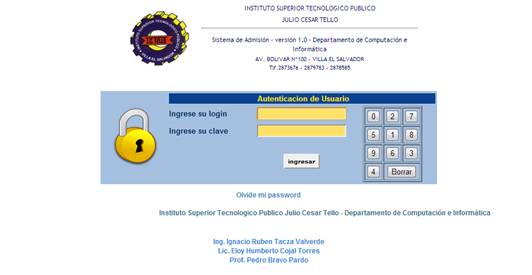 INSTITUTO SUPERIOR TECNOLOGICO PUBLICO
JULIO CESAR TELLO
Sistema de Admisión - versión 1.0 - Departamento de Computación e
Informática
AV. BOLIVAR Nº100 - VILLA EL SALVADOR
Tlf.2873676 - 2879763 - 2878565
Autenticacion de Usuario
Ingrese su login
Ingrese su clave
ingresar
0 2 7
5 1 8
9 6 3
4 Borrar
Olvide mi password
Instituto Superior Tecnologico Publico Julio Cesar Tello - Departamento de Computación e Informática
Ing. Ignacio Ruben Tacza Valverde
Lic. Eloy Humberto Cojal Torres
Prof. Pedro Bravo Pardo